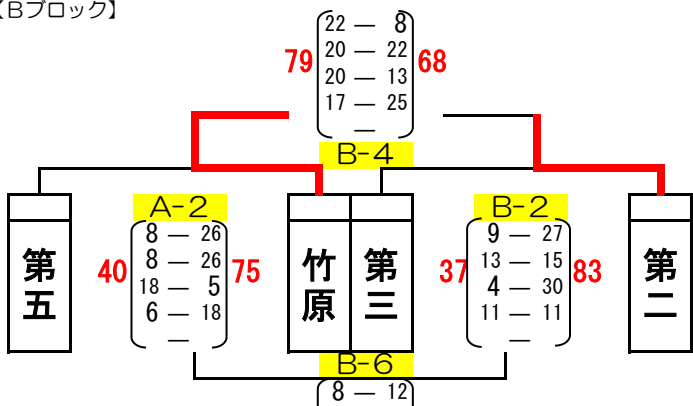 【Bブロック】
22 — 8
79 20 — 22 68
20 — 13
17 — 25
—
B-4
A-2
8 — 26
40 8 — 26 75
18 — 5
6 — 18
—
B-2
9 — 27
37 13 — 15 83
4 — 30
11 — 11
—
第五
竹原
第三
第二
B-6
8 — 12